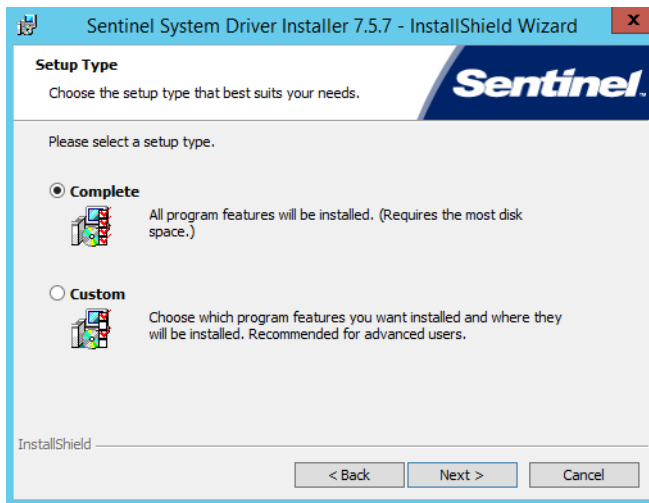 Sentinel System Driver Installer 7.5.7 - InstallShield Wizard
x
Setup Type
Choose the setup type that best suits your needs.
Sentinel.
Please select a setup type.
Complete
All program features will be installed. (Requires the most disk
space.)
Custom
Choose which program features you want installed and where they
will be installed. Recommended for advanced users.
InstallShield
< Back
Next >
Cancel